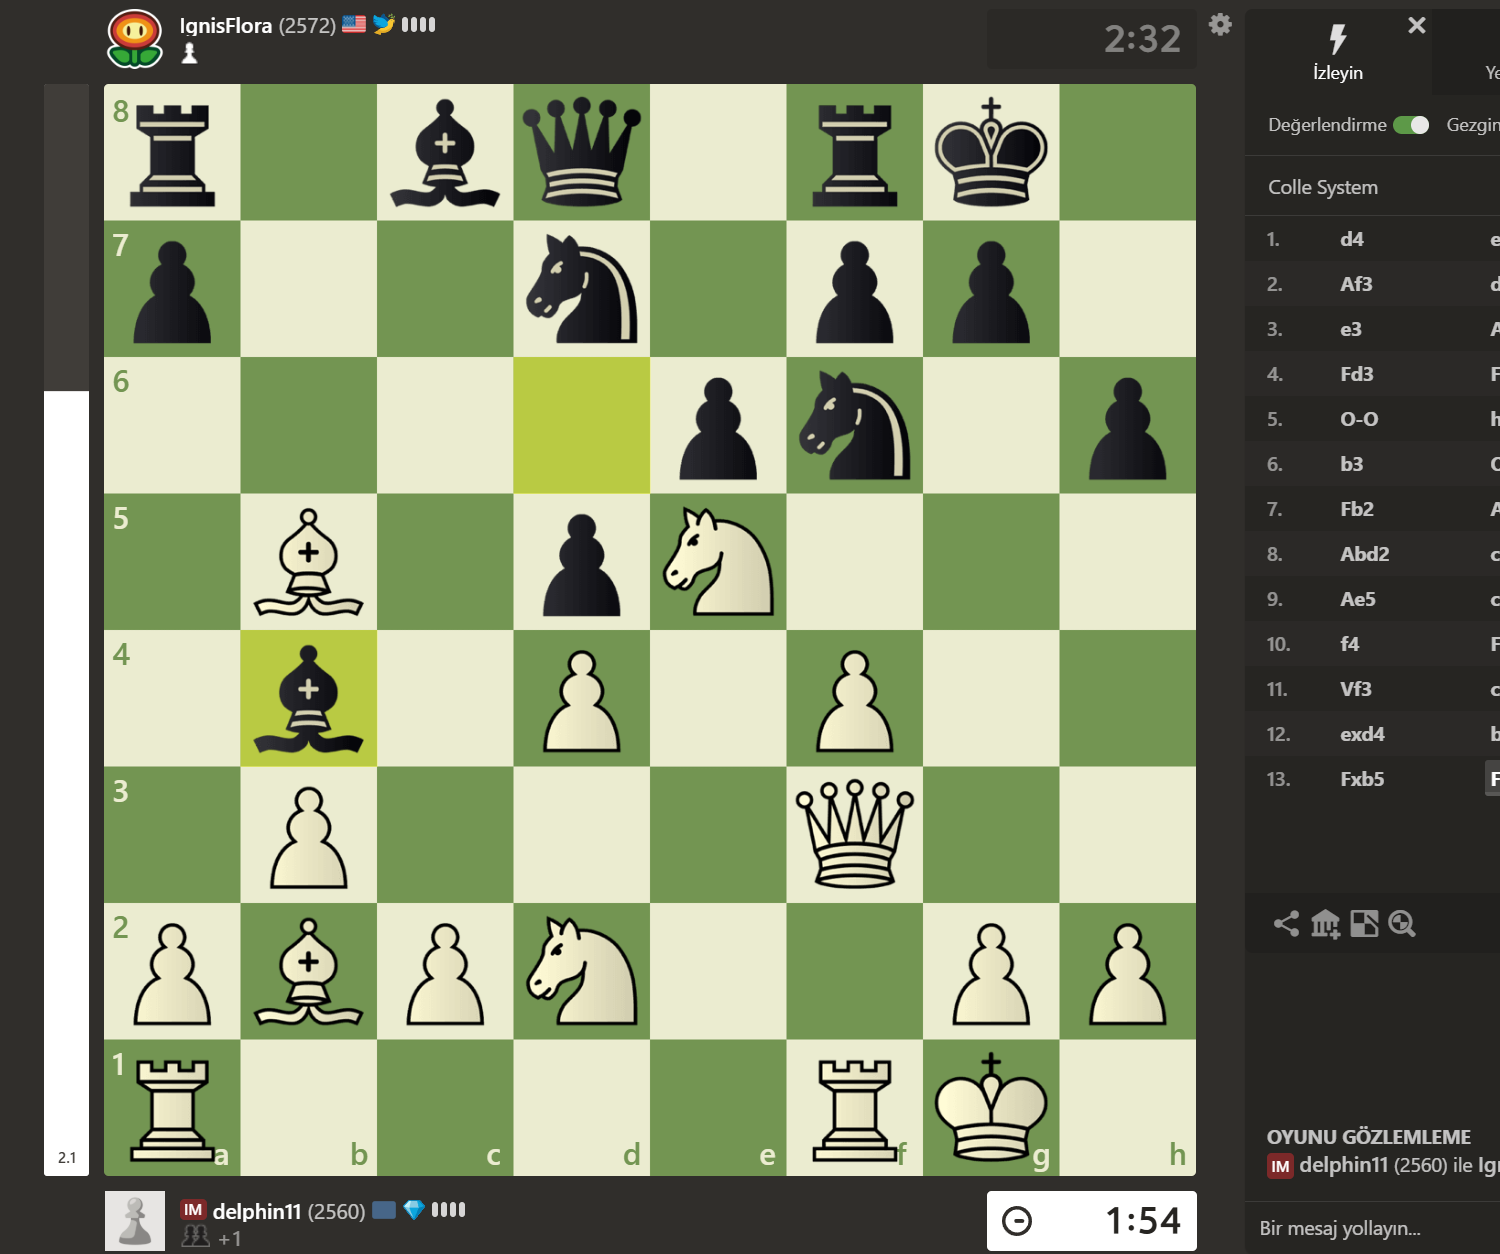 IgnisFlora (2572)
2:32
İzleyin
Değerlendirme
Colle System
1. d4 e
2. Af3 d
3. e3 A
4. Fd3 F
5. O-O h
6. b3
7. Fb2 A
8. Abd2 c
9. Ae5 c
10. f4 F
11. Vf3 c
12. exd4 b
13. Fxb5 F
8
7
6
5
4
3
2
1
a b c d e f g h
2.1
IM delphin11 (2560)
+1
1:54
OYUNU GÖZLEMLEME
IM delphin11 (2560) ile
Bir mesaj yollayın...